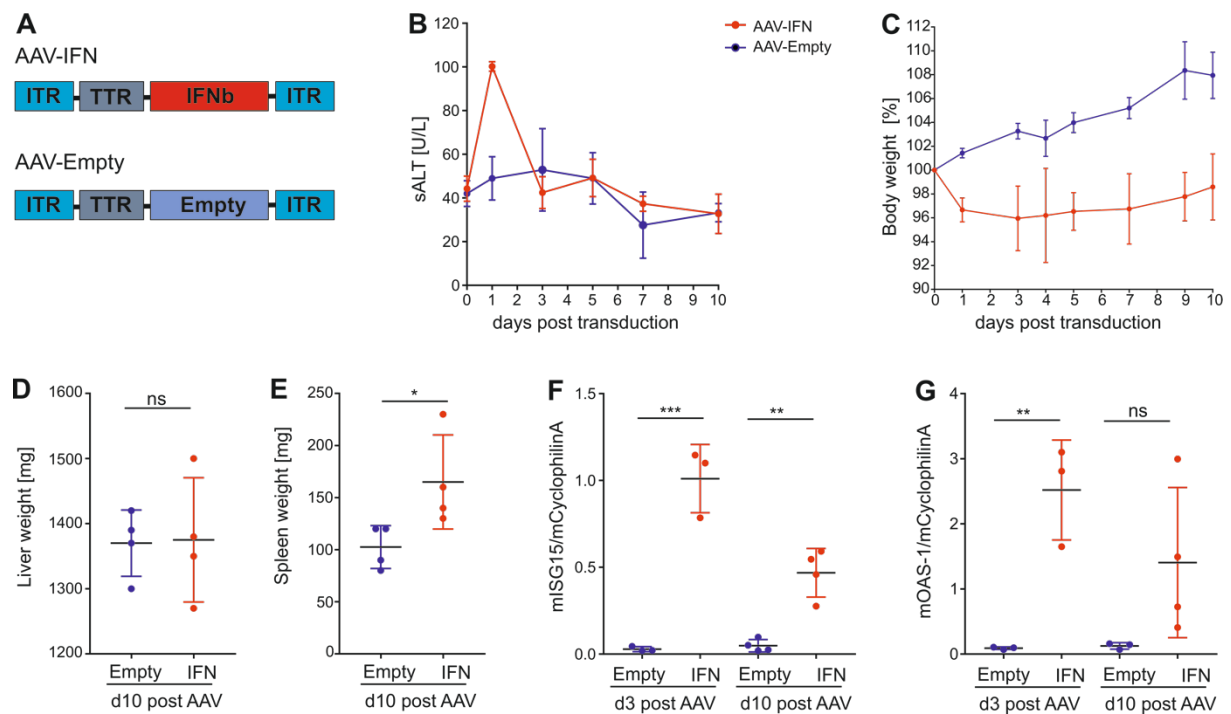 A
AAV-IFN
ITR TTR IFNb ITR
AAV-Empty
ITR TTR Empty ITR
B
120
100
80
60
40
20
0
sALT [U/L]
0 1 2 3 4 5 6 7 8 9 10
days post transduction
AAV-IFN
AAV-Empty
C
110
108
106
104
102
100
98
96
94
92
90
Body weight [%]
0 1 2 3 4 5 6 7 8 9 10
days post transduction
D
1600
1500
1400
1300
1200
Liver weight [mg]
ns
Empty IFN
d10 post AAV
E
250
200
150
100
50
0
Spleen weight [mg]
*
Empty IFN
d10 post AAV
F
1.5
1.0
0.5
0.0
mISG15/mCyclophilinA
*** **
Empty IFN Empty IFN
d3 post AAV d10 post AAV
G
4
3
2
1
0
mOAS-1/mCyclophilinA
** ns
Empty IFN Empty IFN
d3 post AAV d10 post AAV